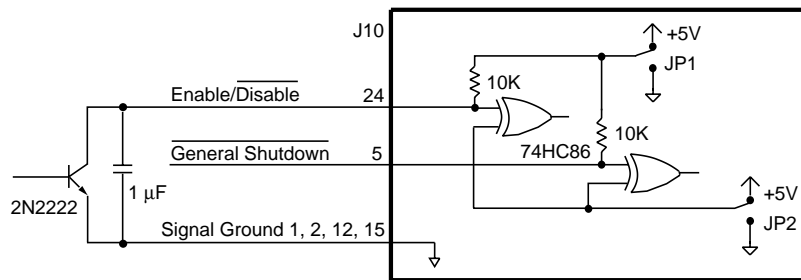 J10
+5V
JP1
10K
Enable/Disable 24
10K
General Shutdown 5
74HC86
2N2222
1 μF
+5V
JP2
Signal Ground 1, 2, 12, 15